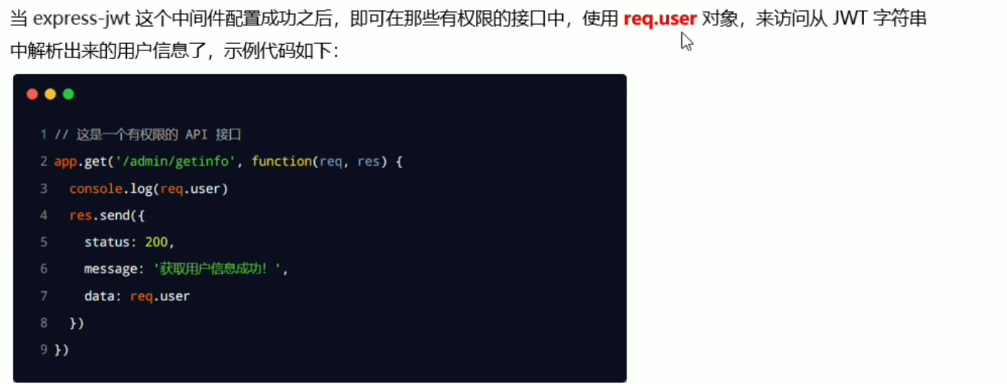 当 express-jwt 这个中间件配置成功之后，即可在那些有权限的接口中，使用 req.user 对象，来访问从 JWT 字符串
中解析出来的用户信息了，示例代码如下：
1 // 这是一个有权限的 API 接口
2 app.get('/admin/getinfo', function(req, res) {
3   console.log(req.user)
4   res.send({
5     status: 200,
6     message: '获取用户信息成功！',
7     data: req.user
8   })
9 })